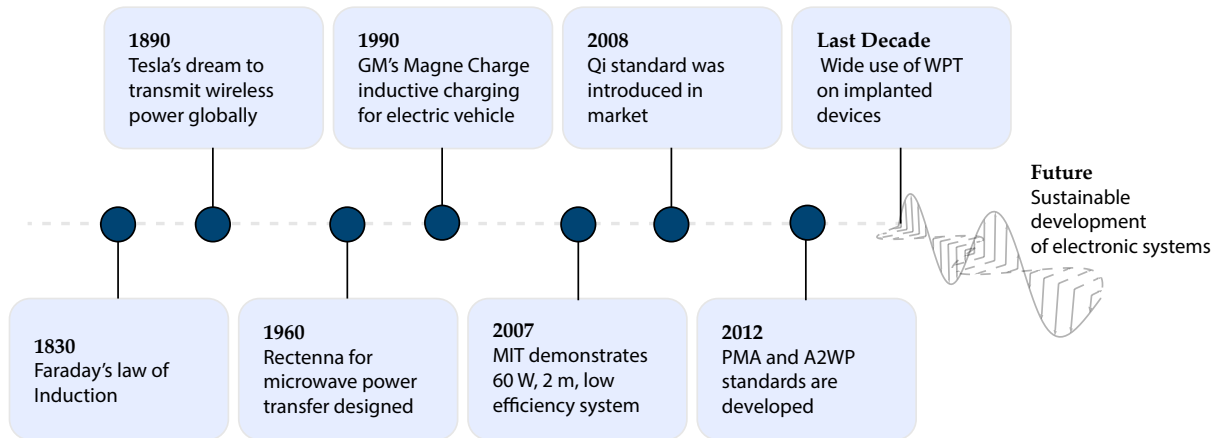 1890
Tesla's dream to
transmit wireless
power globally
1990
GM's Magne Charge
inductive charging
for electric vehicle
2008
Qi standard was
introduced in
market
Last Decade
Wide use of WPT
on implanted
devices
Future
Sustainable
development
of electronic systems
1830
Faraday's law of
Induction
1960
Rectenna for
microwave power
transfer designed
2007
MIT demonstrates
60 W, 2 m, low
efficiency system
2012
PMA and A2WP
standards are
developed